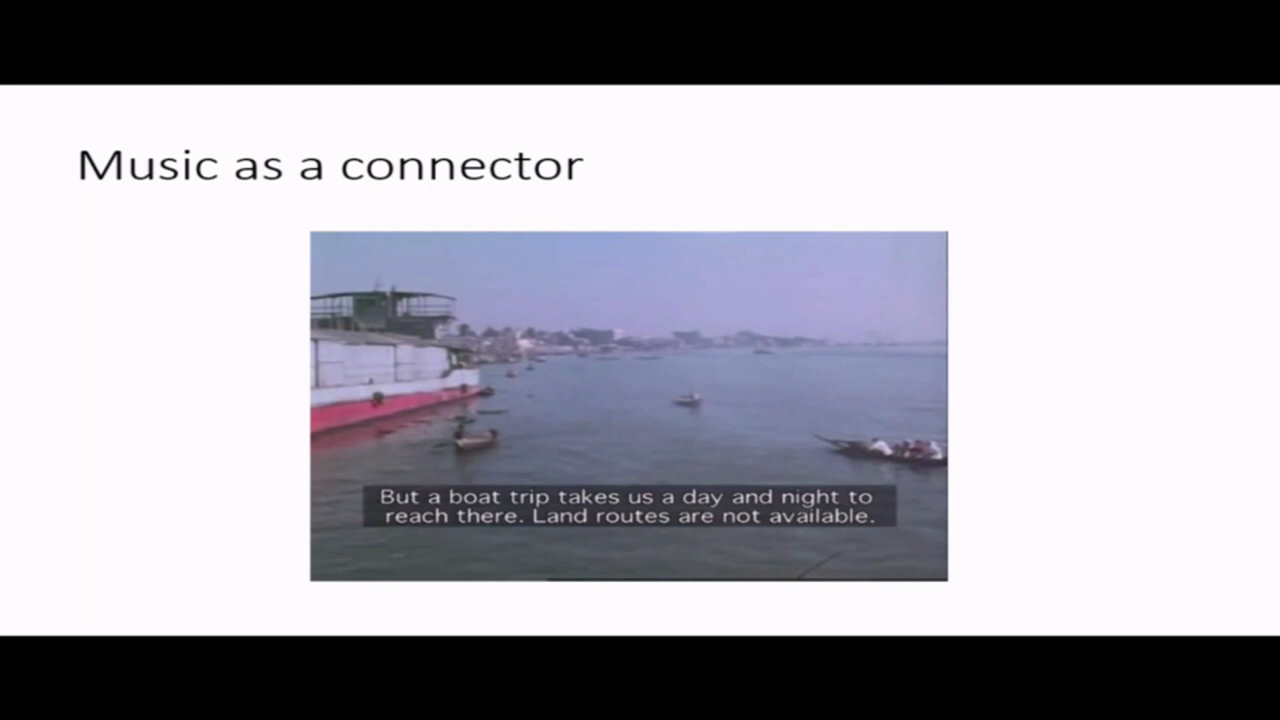 Music as a connector
But a boat trip takes us a day and night to
reach there. Land routes are not available.